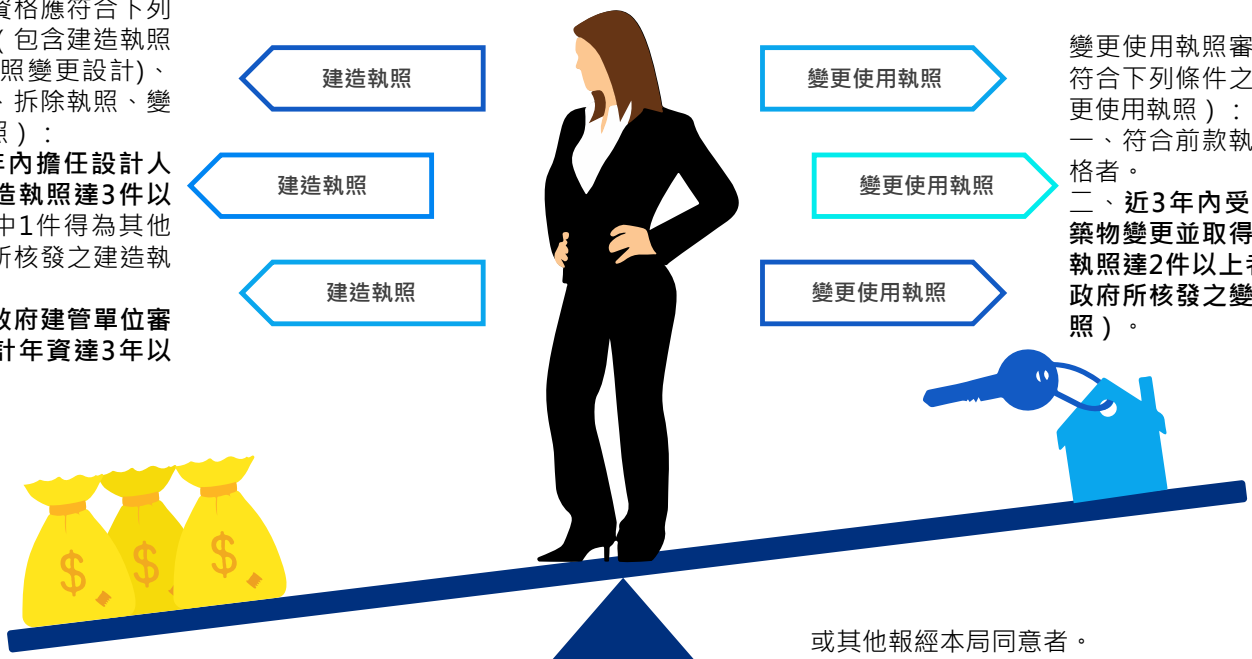 資格應符合下列
（包含建造執照
照變更設計)、
、拆除執照、變
照）：
年內擔任設計人
造執照達3件以
中1件得為其他
所核發之建造執
政府建管單位審
計年資達3年以
建造執照
建造執照
建造執照
變更使用執照
變更使用執照
變更使用執照
變更使用執照審
符合下列條件之
更使用執照）：
一、符合前款執
格者。
二、近3年內受
築物變更並取得
執照達2件以上者
政府所核發之變
照）。
$
$
$
或其他報經本局同意者。